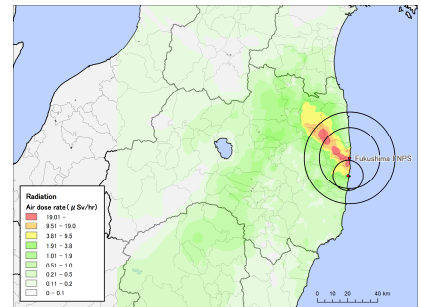 Fukushima I NPS
Radiation
Air dose rate(μSv/hr)
19.01 -
9.51 - 19.0
3.81 - 9.5
1.91 - 3.8
1.01 - 1.9
0.51 - 1.0
0.21 - 0.5
0.11 - 0.2
0 - 0.1
0 10 20 40 km